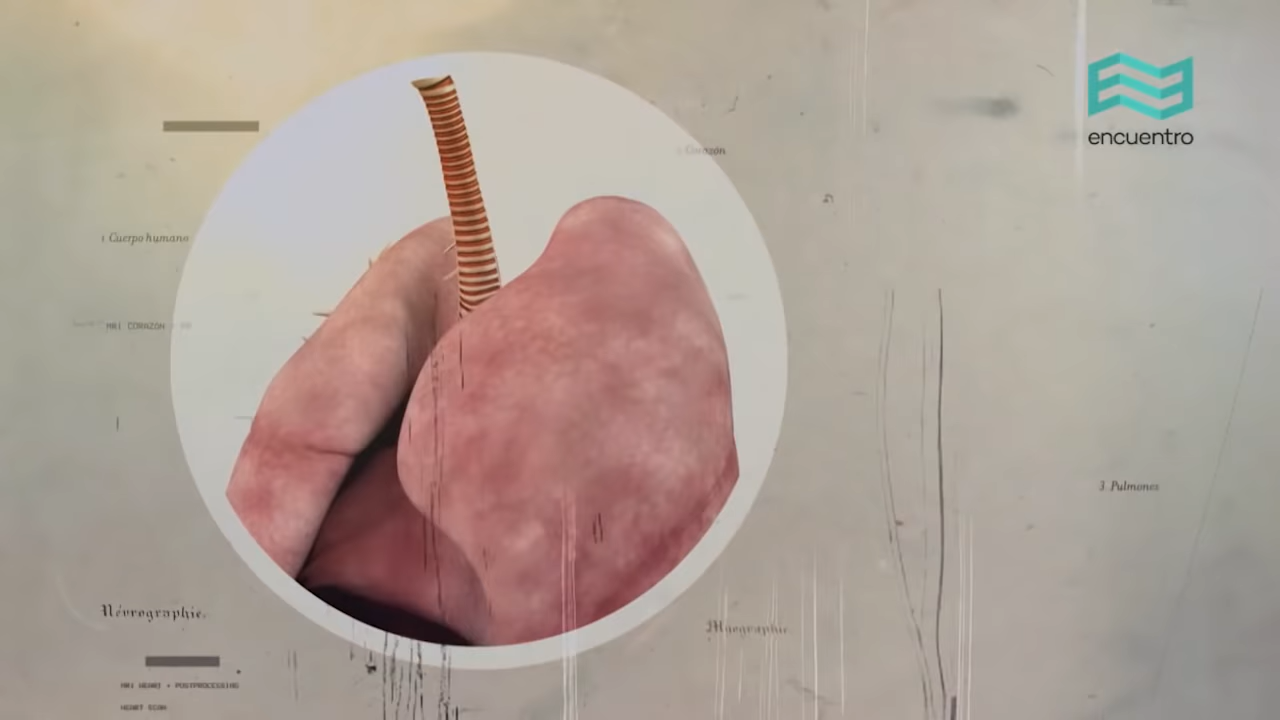 encuentro
Corazón
1 Cuerpo humano
MRI CORAZON
3. Pulmones
Névrographie.
Myographie
MRI HEART + POSTPROCESSING
HEART SCAN